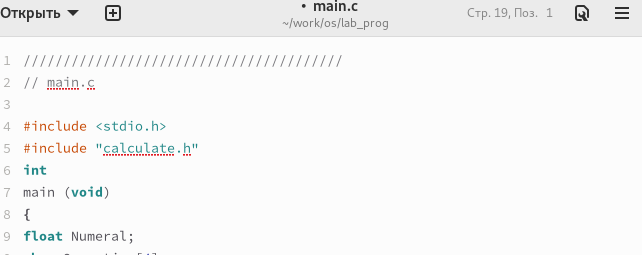 Открыть
• main.c
~/work/os/lab_prog
Стр. 19, Поз. 1
1 ////////////////////////////////////////
2 // main.c
3
4 #include <stdio.h>
5 #include "calculate.h"
6 int
7 main (void)
8 {
9 float Numeral;